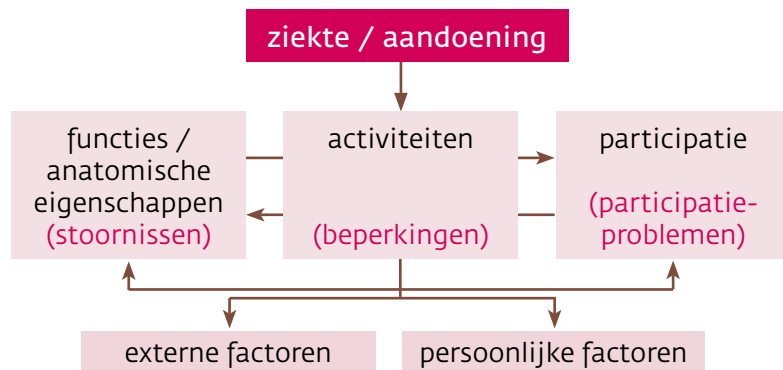 ziekte / aandoening
functies /
anatomische
eigenschappen
(stoornissen)
activiteiten
(beperkingen)
participatie
(participatie-
problemen)
externe factoren
persoonlijke factoren